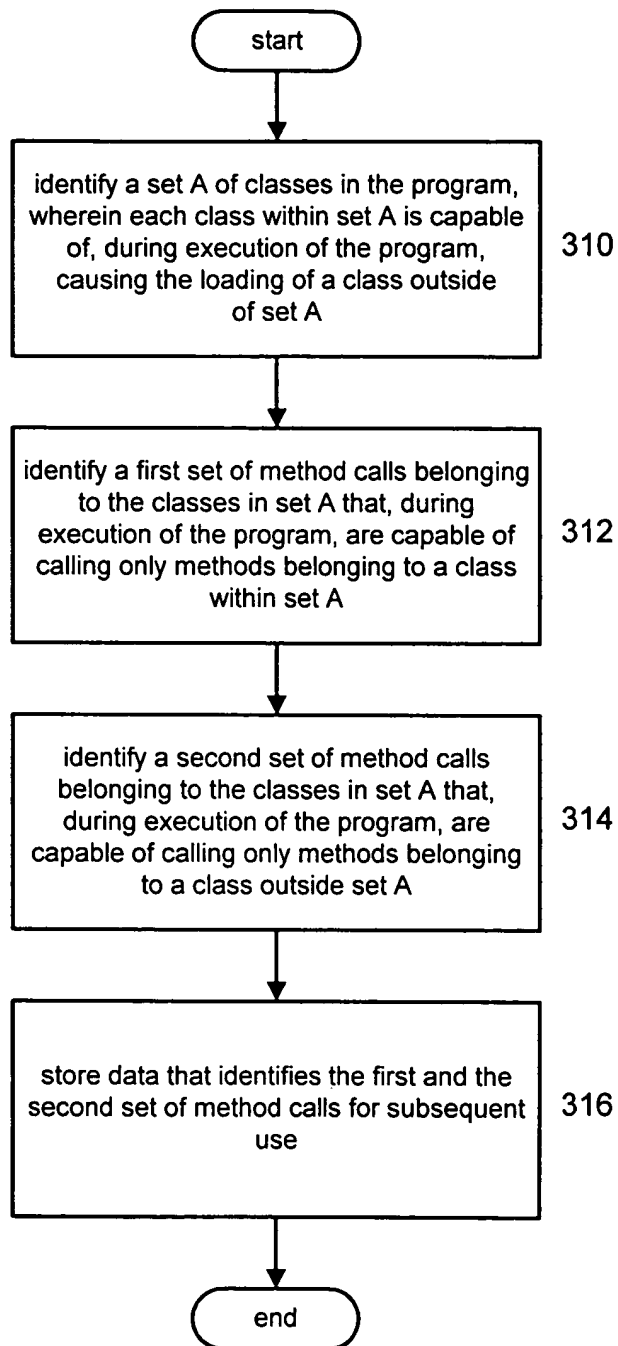 start
identify a set A of classes in the program,
wherein each class within set A is capable
of, during execution of the program,
causing the loading of a class outside
of set A
310
identify a first set of method calls belonging
to the classes in set A that, during
execution of the program, are capable of
calling only methods belonging to a class
within set A
312
identify a second set of method calls
belonging to the classes in set A that,
during execution of the program, are
capable of calling only methods belonging
to a class outside set A
314
store data that identifies the first and the
second set of method calls for subsequent
use
316
end